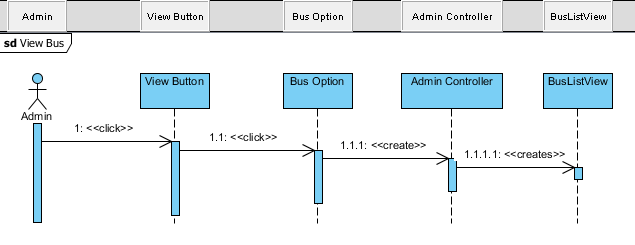 Admin View Button Bus Option Admin Controller BusListView
sd View Bus
View Button Bus Option Admin Controller BusListView
Admin
1: <<click>>
1.1: <<click>>
1.1.1: <<create>>
1.1.1.1: <<creates>>